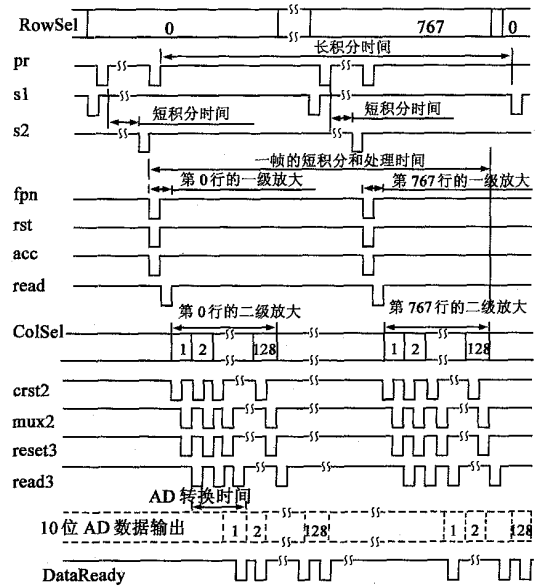 RowSel 0 767 0
长积分时间
pr
s1
短积分时间 短积分时间
s2
一帧的短积分和处理时间
第0行的一级放大 第767行的一级放大
fpn
rst
acc
read
第0行的二级放大 第767行的二级放大
ColSel 1 2 128 1 2 128
crst2
mux2
reset3
read3
AD转换时间
10位AD数据输出 1 2 128 1 2 128
DataReady